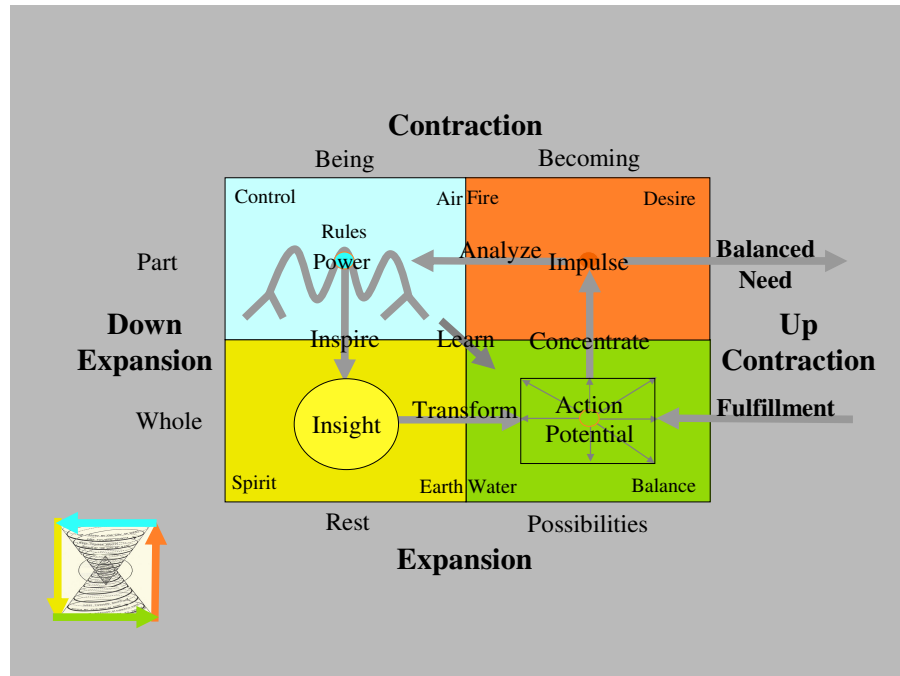 Contraction
Being
Becoming
Control
Air
Fire
Desire
Rules
Part
Power
Analyze
Impulse
Balanced
Need
Down
Expansion
Inspire
Learn
Concentrate
Up
Contraction
Whole
Insight
Transform
Action
Potential
Fulfillment
Spirit
Earth
Water
Balance
Rest
Possibilities
Expansion